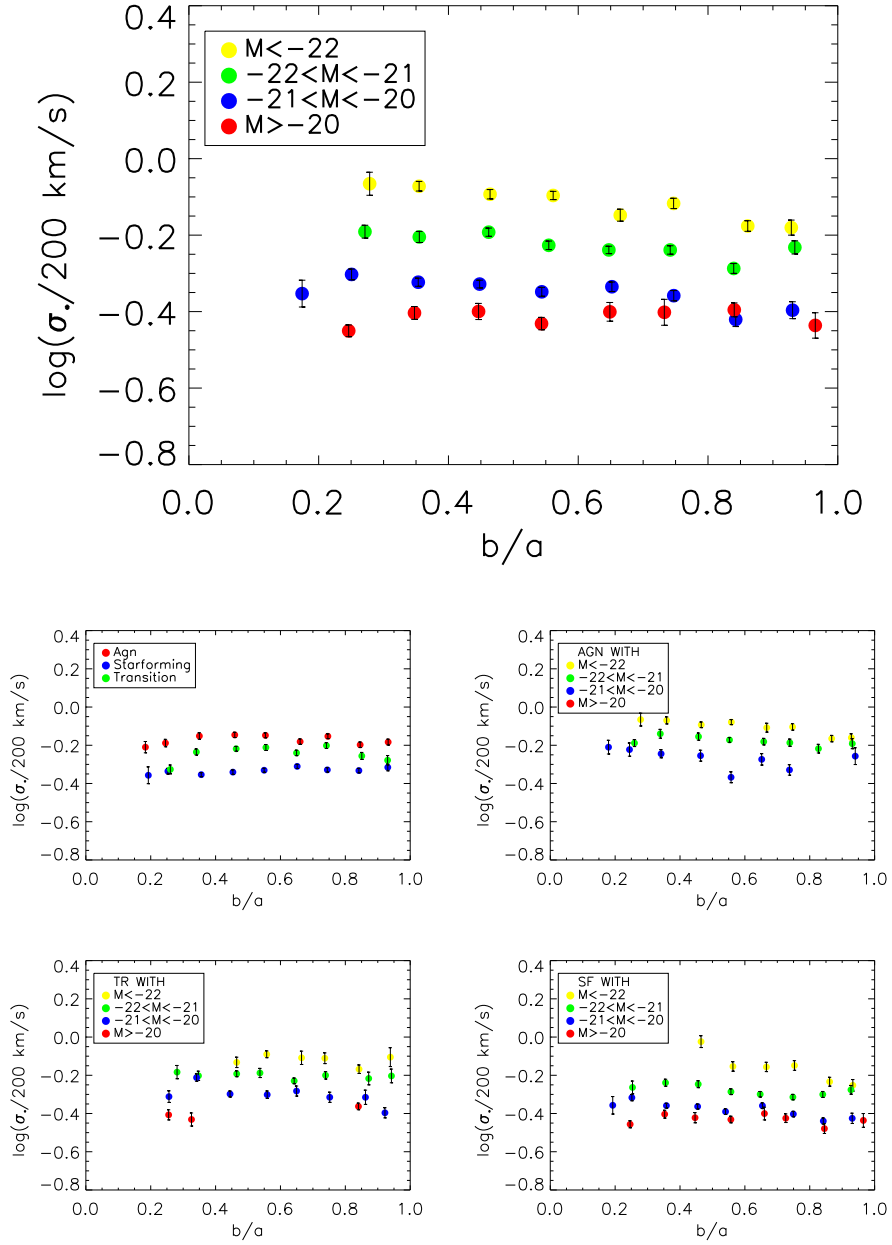 0.4
0.2
0.0
−0.2
−0.4
−0.6
−0.8
log(σ*/200 km/s)
M<−22
−22<M<−21
−21<M<−20
M>−20
0.0 0.2 0.4 0.6 0.8 1.0
b/a
0.4
0.2
0.0
−0.2
−0.4
−0.6
−0.8
log(σ*/200 km/s)
Agn
Starforming
Transition
0.0 0.2 0.4 0.6 0.8 1.0
b/a
0.4
0.2
0.0
−0.2
−0.4
−0.6
−0.8
log(σ*/200 km/s)
AGN WITH
M<−22
−22<M<−21
−21<M<−20
M>−20
0.0 0.2 0.4 0.6 0.8 1.0
b/a
0.4
0.2
0.0
−0.2
−0.4
−0.6
−0.8
log(σ*/200 km/s)
TR WITH
M<−22
−22<M<−21
−21<M<−20
M>−20
0.0 0.2 0.4 0.6 0.8 1.0
b/a
0.4
0.2
0.0
−0.2
−0.4
−0.6
−0.8
log(σ*/200 km/s)
SF WITH
M<−22
−22<M<−21
−21<M<−20
M>−20
0.0 0.2 0.4 0.6 0.8 1.0
b/a